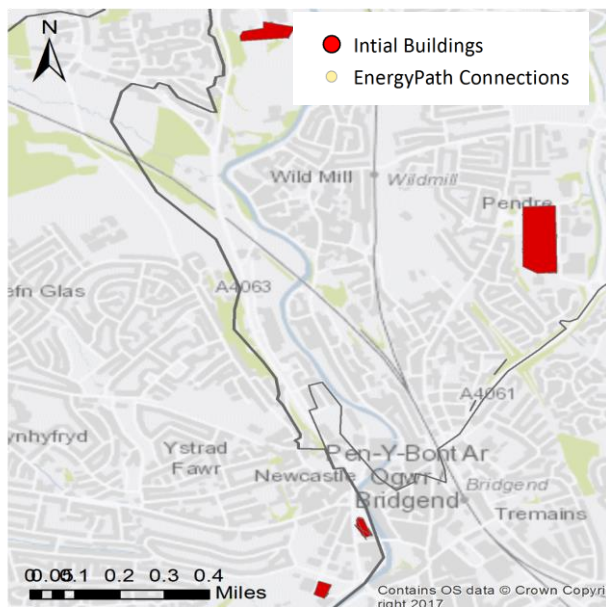 N
Intial Buildings
EnergyPath Connections
Wild Mill
Wildmill
Pendre
efn Glas
A4063
A4061
ynhyfryd
Ystrad
Fawr
Newcastle
Pen-Y-Bont Ar
Ogwr
Bridgend
Bridgend
Tremains
0 0.05 0.1 0.2 0.3 0.4
Miles
Contains OS data © Crown Copyri
right 2017